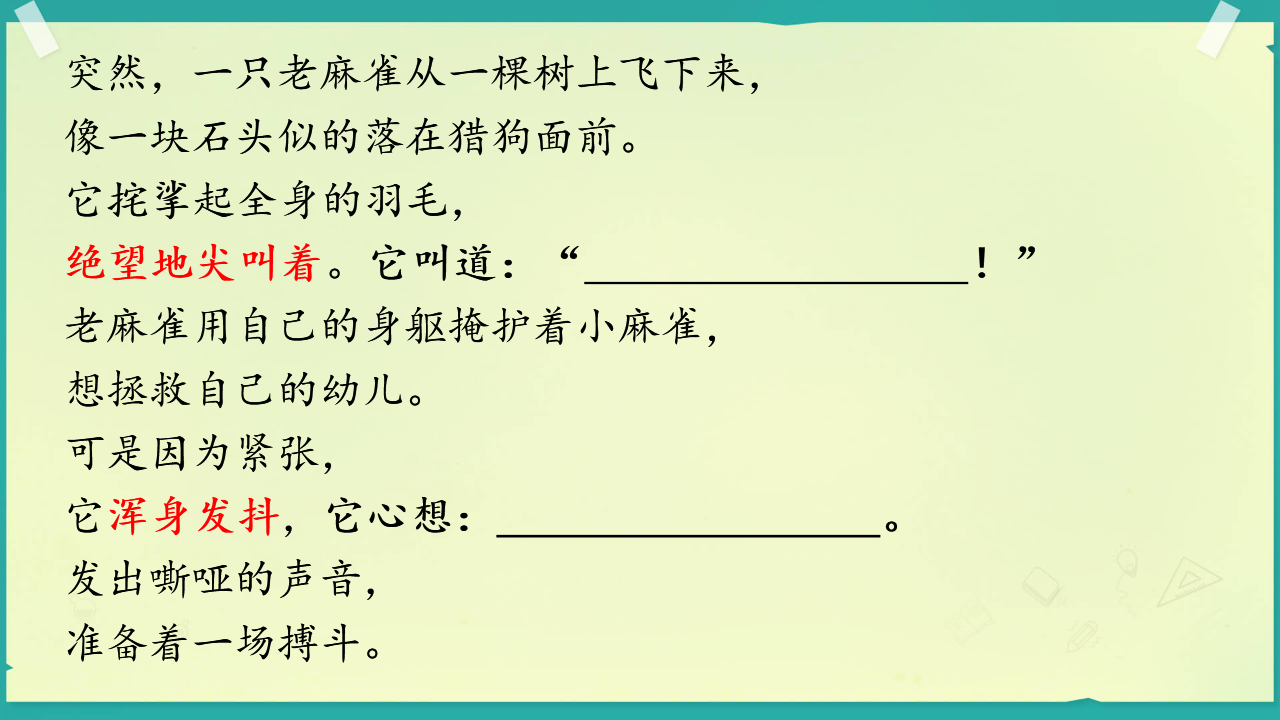 突然，一只老麻雀从一棵树上飞下来，
像一块石头似的落在猎狗面前。
它挓挲起全身的羽毛，
绝望地尖叫着。它叫道：“__________________！”
老麻雀用自己的身躯掩护着小麻雀，
想拯救自己的幼儿。
可是因为紧张，
它浑身发抖，它心想：__________________。
发出嘶哑的声音，
准备着一场搏斗。